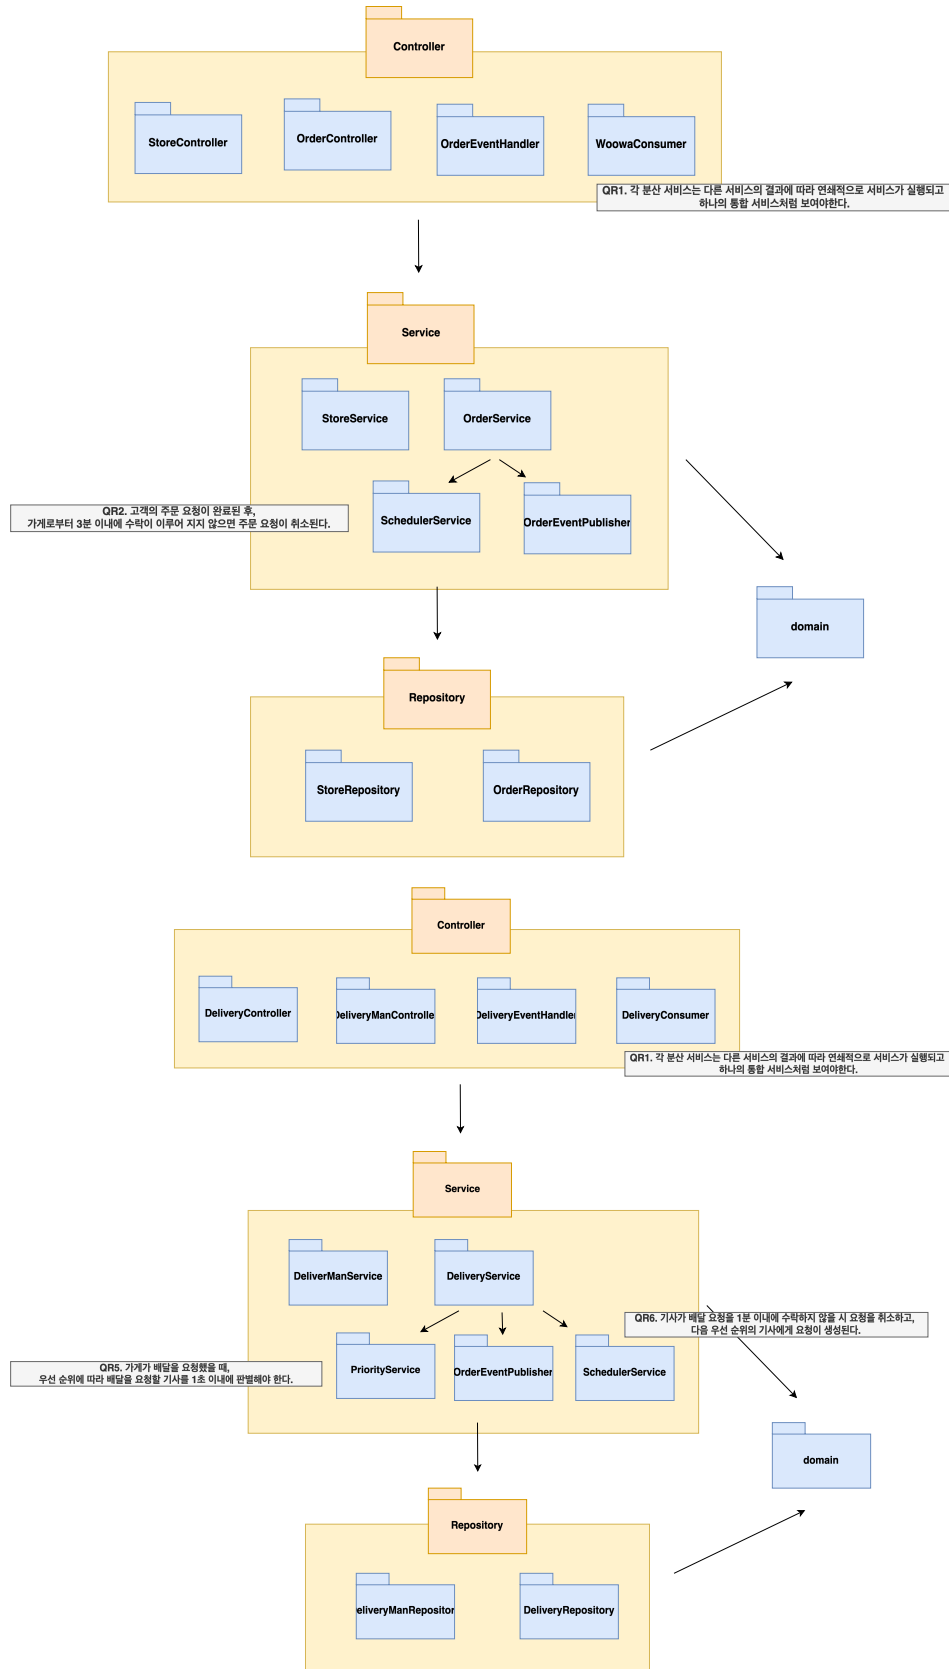 Controller
StoreController
OrderController
OrderEventHandler
WoowaConsumer
QR1. 각 분산 서비스는 다른 서비스의 결과에 따라 연쇄적으로 서비스가 실행되고
하나의 통합 서비스처럼 보여야한다.
Service
StoreService
OrderService
SchedulerService
OrderEventPublisher
QR2. 고객의 주문 요청이 완료된 후,
가게로부터 3분 이내에 수락이 이루어 지지 않으면 주문 요청이 취소된다.
domain
Repository
StoreRepository
OrderRepository
Controller
DeliveryController
DeliveryManControlle
DeliveryEventHandler
DeliveryConsumer
QR1. 각 분산 서비스는 다른 서비스의 결과에 따라 연쇄적으로 서비스가 실행되고
하나의 통합 서비스처럼 보여야한다.
Service
DeliverManService
DeliveryService
QR6. 기사가 배달 요청을 1분 이내에 수락하지 않을 시 요청을 취소하고,
다음 우선 순위의 기사에게 요청이 생성된다.
PriorityService
OrderEventPublisher
SchedulerService
QR5. 가게가 배달을 요청했을 때,
우선 순위에 따라 배달을 요청할 기사를 1초 이내에 판별해야 한다.
domain
Repository
eliveryManRepositor
DeliveryRepository